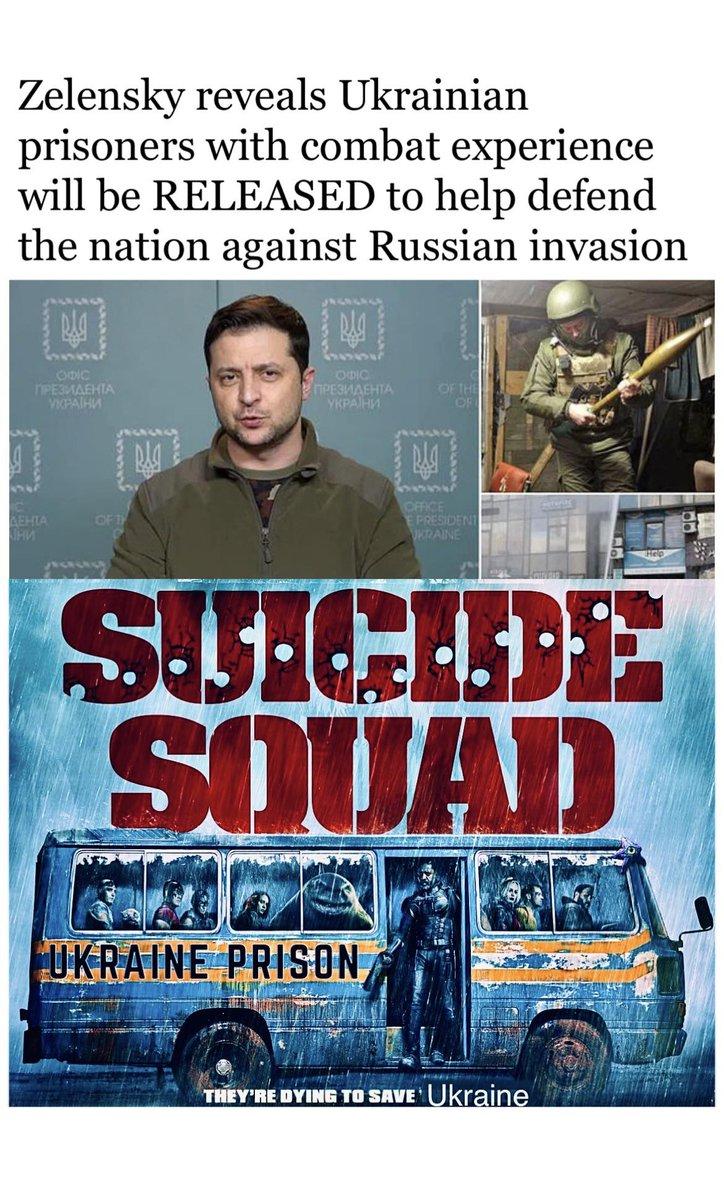 Zelensky reveals Ukrainian
prisoners with combat experience
will be RELEASED to help defend
the nation against Russian invasion
ОФІС
ПРЕЗИДЕНТА
УКРАЇНИ
ОФІС
ПРЕЗИДЕНТА
УКРАЇНИ
OF THE
OFFICE
PRESIDENT
UKRAINE
Help
SUICIDE
SQUAD
UKRAINE PRISON
THEY'RE DYING TO SAVE Ukraine